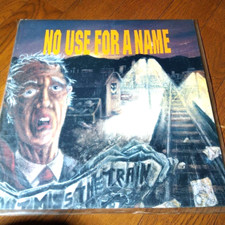 NO USE FOR A NAME
MISS THE TRAIN